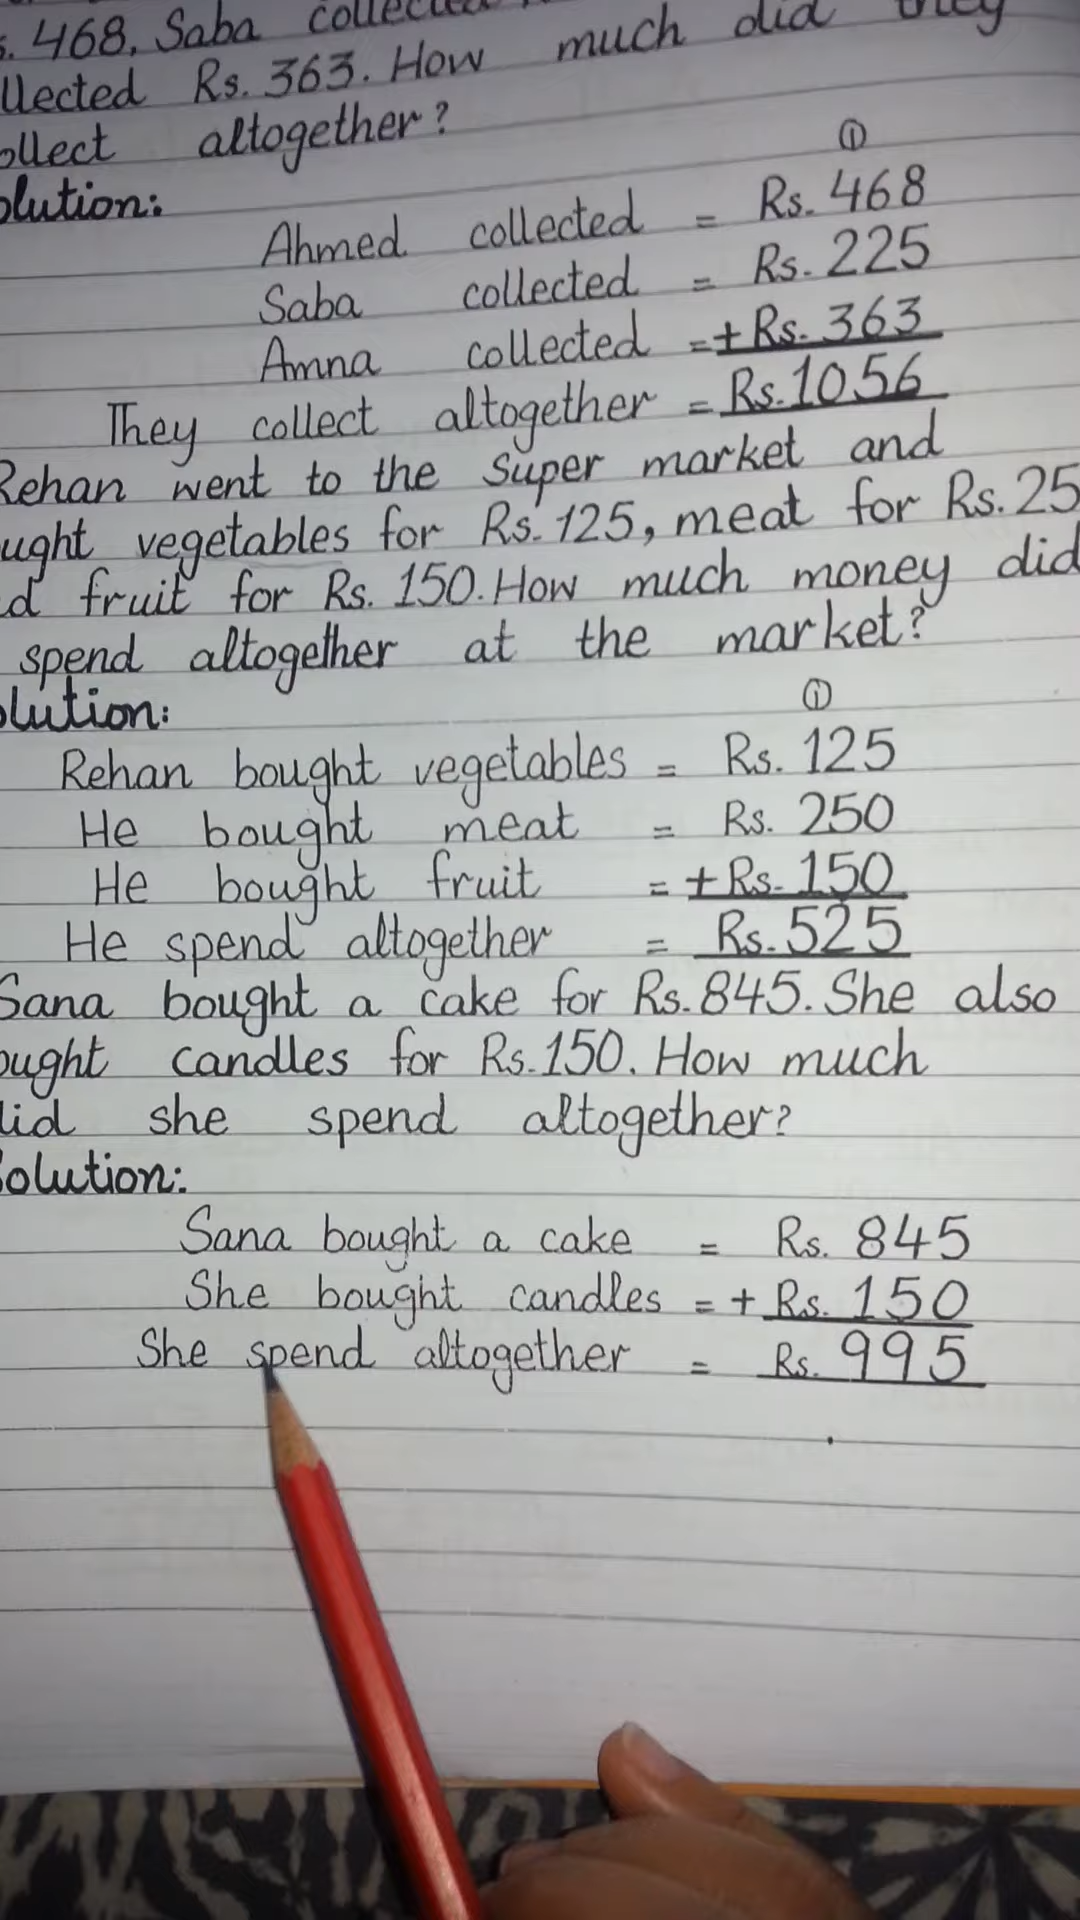 . 468, Saba collected
llected Rs. 363. How much did they
ollect altogether?
olution:
①
Ahmed collected = Rs. 468
Saba collected = Rs. 225
Amna collected =+Rs. 363
They collect altogether = Rs. 1056
Rehan went to the Super market and
ught vegetables for Rs. 125, meat for Rs. 25
d fruit for Rs. 150. How much money did
spend altogether at the market?
olution:
①
Rehan bought vegetables = Rs. 125
He bought meat = Rs. 250
He bought fruit = +Rs. 150
He spend altogether = Rs. 525
Sana bought a cake for Rs. 845. She also
ought candles for Rs. 150. How much
did she spend altogether?
Solution:
Sana bought a cake = Rs. 845
She bought candles = + Rs. 150
She spend altogether = Rs. 995